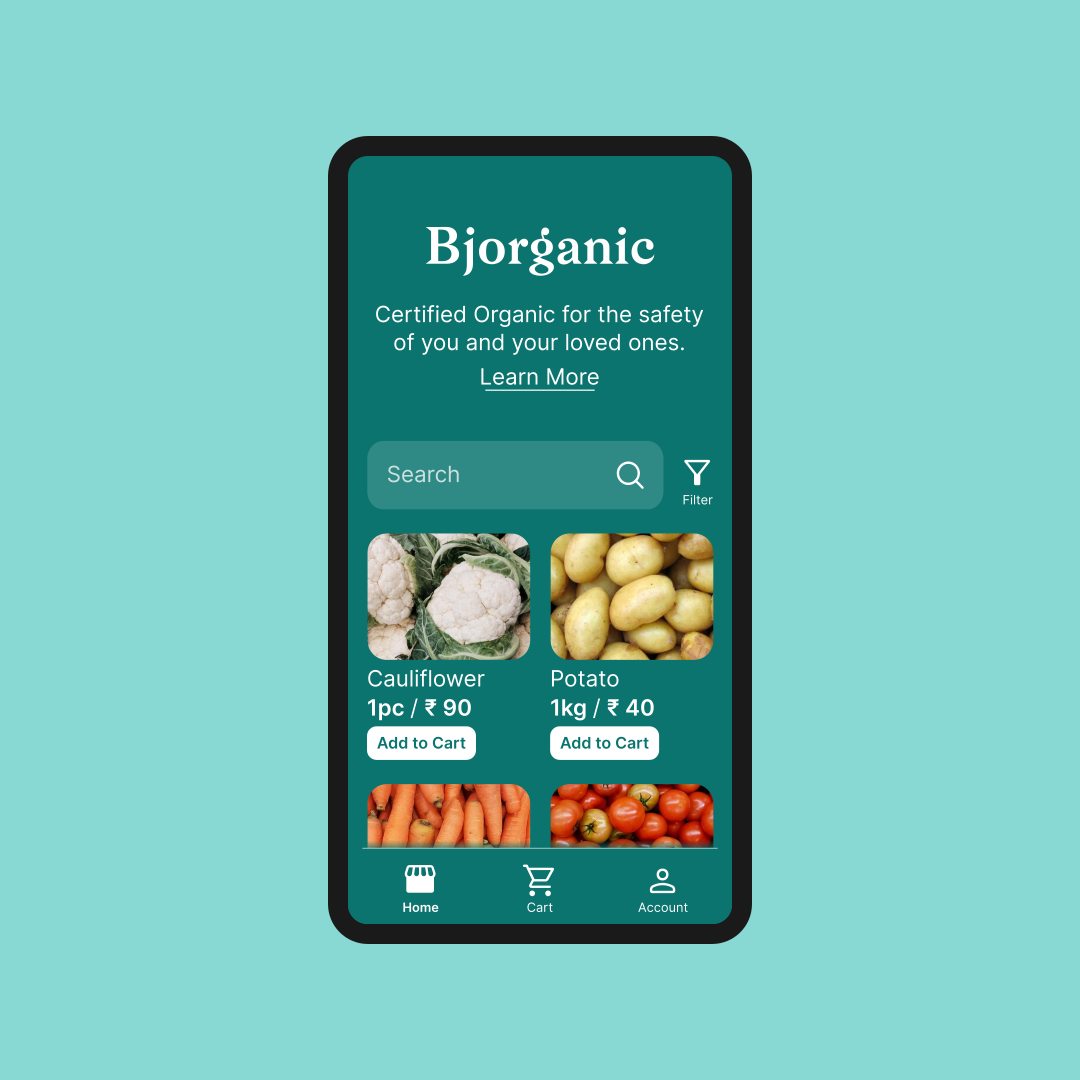 Bjorganic
Certified Organic for the safety
of you and your loved ones.
Learn More
Search
Filter
Cauliflower
1pc / ₹ 90
Add to Cart
Potato
1kg / ₹ 40
Add to Cart
Home
Cart
Account